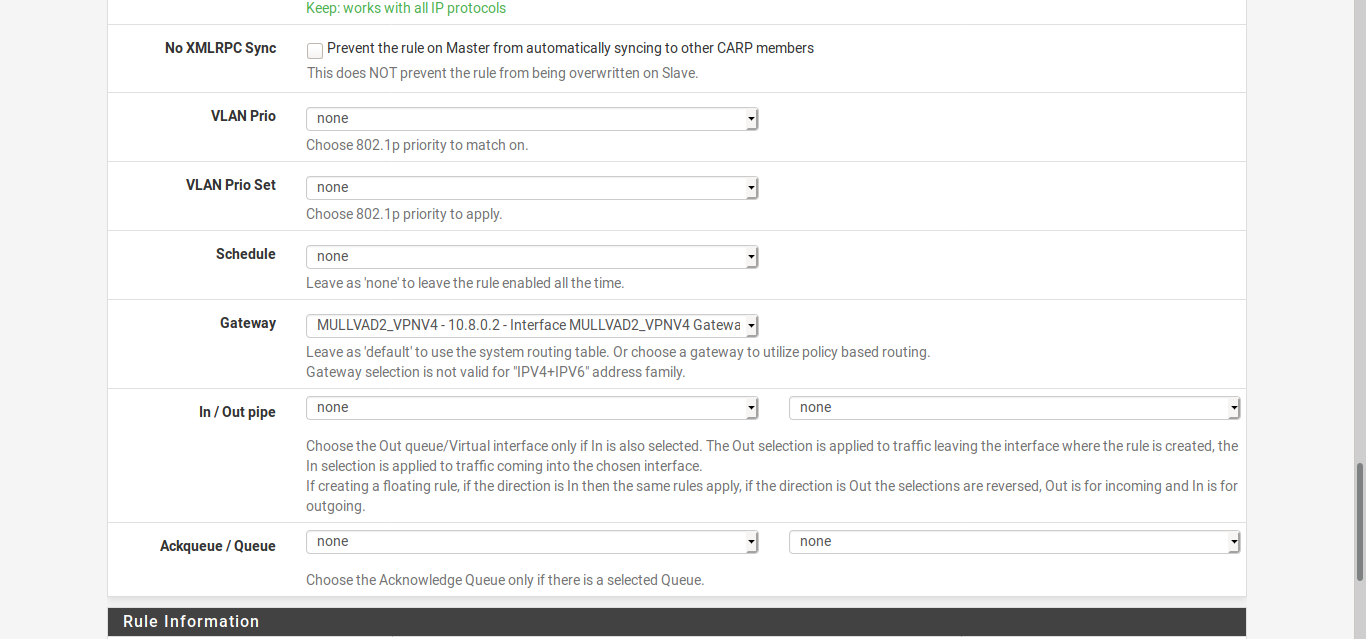 Keep: works with all IP protocols
No XMLRPC Sync
Prevent the rule on Master from automatically syncing to other CARP members
This does NOT prevent the rule from being overwritten on Slave.
VLAN Prio
none
Choose 802.1p priority to match on.
VLAN Prio Set
none
Choose 802.1p priority to apply.
Schedule
none
Leave as 'none' to leave the rule enabled all the time.
Gateway
MULLVAD2_VPNV4 - 10.8.0.2 - Interface MULLVAD2_VPNV4 Gatewa
Leave as 'default' to use the system routing table. Or choose a gateway to utilize policy based routing.
Gateway selection is not valid for "IPV4+IPV6" address family.
In / Out pipe
none
none
Choose the Out queue/Virtual interface only if In is also selected. The Out selection is applied to traffic leaving the interface where the rule is created, the
In selection is applied to traffic coming into the chosen interface.
If creating a floating rule, if the direction is In then the same rules apply, if the direction is Out the selections are reversed, Out is for incoming and In is for
outgoing.
Ackqueue / Queue
none
none
Choose the Acknowledge Queue only if there is a selected Queue.
Rule Information